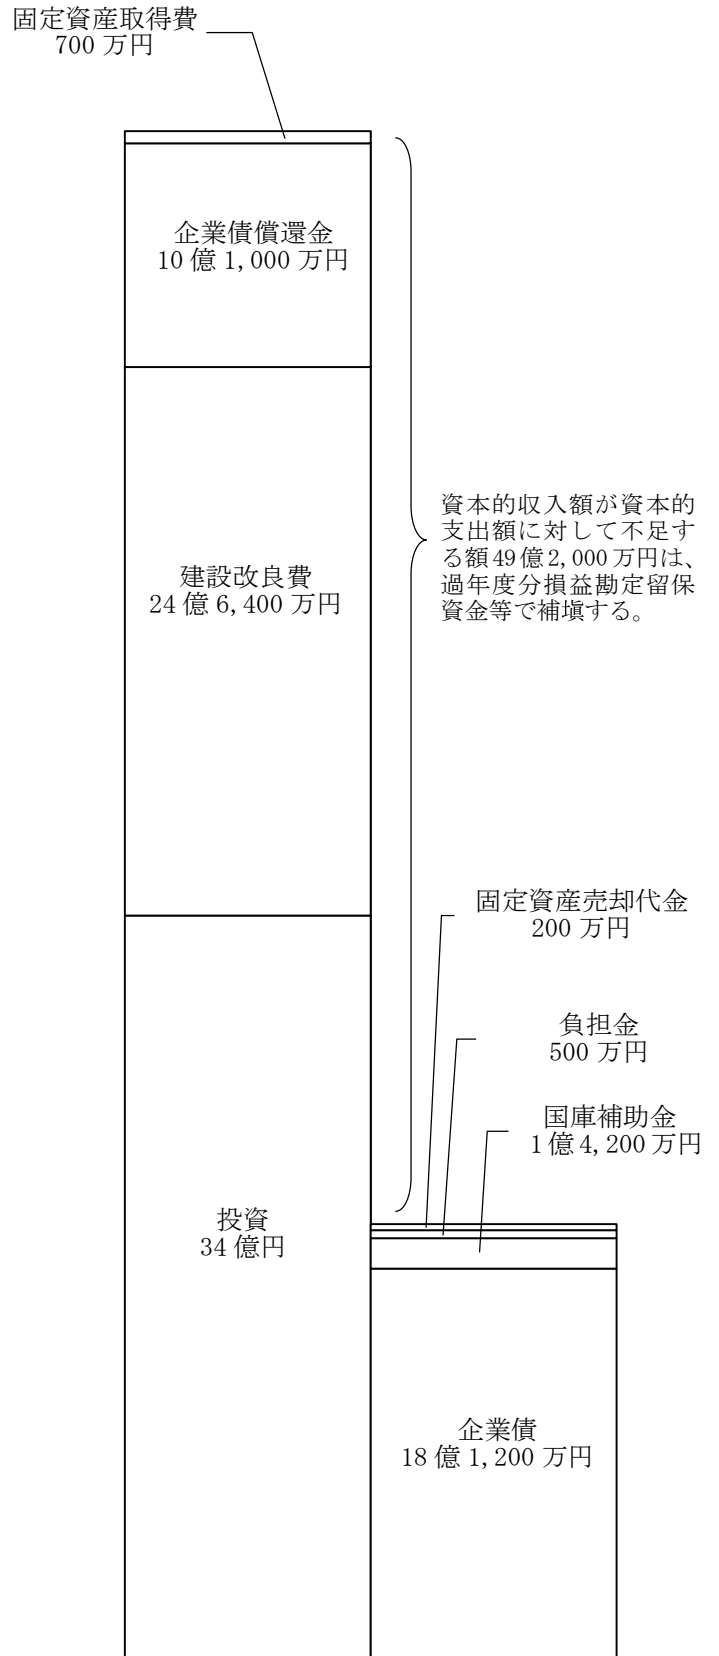 固定資産取得費
700 万円
企業債償還金
10 億 1,000 万円
建設改良費
24 億 6,400 万円
資本的収入額が資本的
支出額に対して不足す
る額49億2,000万円は、
過年度分損益勘定留保
資金等で補塡する。
固定資産売却代金
200 万円
負担金
500 万円
国庫補助金
1億 4,200 万円
投資
34 億円
企業債
18 億 1,200 万円